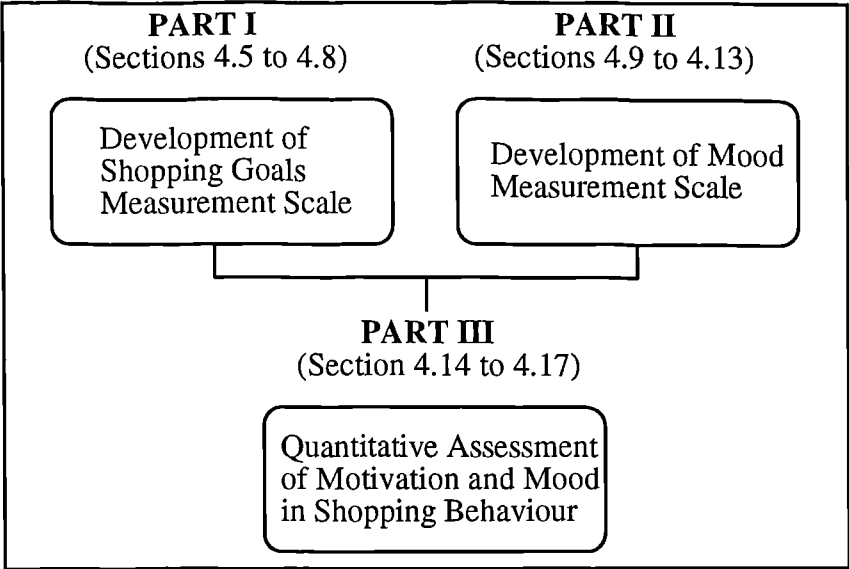 PART I
(Sections 4.5 to 4.8)
Development of
Shopping Goals
Measurement Scale
PART II
(Sections 4.9 to 4.13)
Development of Mood
Measurement Scale
PART III
(Section 4.14 to 4.17)
Quantitative Assessment
of Motivation and Mood
in Shopping Behaviour